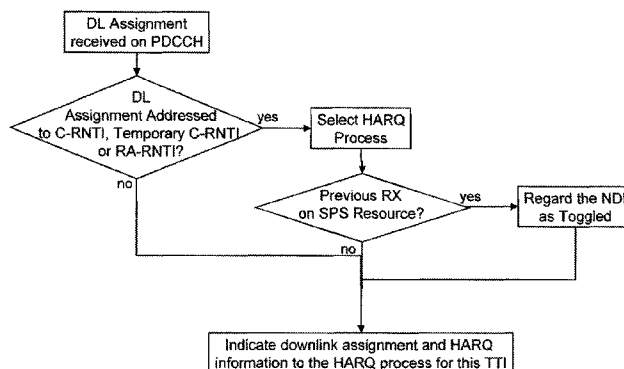 DL Assignment
received on PDCCH
DL
Assignment Addressed
to C-RNTI, Temporary C-RNTI
or RA-RNTI?
yes
Select HARQ
Process
no
Previous RX
on SPS Resource?
yes
Regard the NDI
as Toggled
no
Indicate downlink assignment and HARQ
information to the HARQ process for this TTI